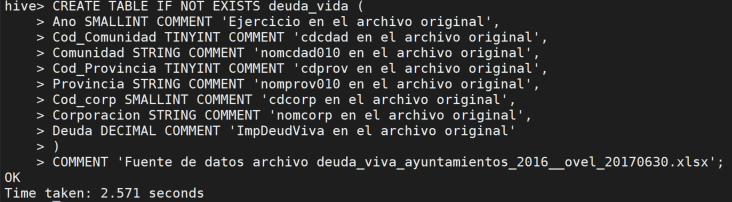 hive> CREATE TABLE IF NOT EXISTS deuda_vida (
> Ano SMALLINT COMMENT 'Ejercicio en el archivo original',
> Cod_Comunidad TINYINT COMMENT 'cdcdad en el archivo original',
> Comunidad STRING COMMENT 'nomcdad010 en el archivo original',
> Cod_Provincia TINYINT COMMENT 'cdprov en el archivo original',
> Provincia STRING COMMENT 'nomprov010 en el archivo original',
> Cod_corp SMALLINT COMMENT 'cdcorp en el archivo original',
> Corporacion STRING COMMENT 'nomcorp en el archivo original',
> Deuda DECIMAL COMMENT 'ImpDeudViva en el archivo original'
> )
> COMMENT 'Fuente de datos archivo deuda_viva_ayuntamientos_2016__ovel_20170630.xlsx';
OK
Time taken: 2.571 seconds